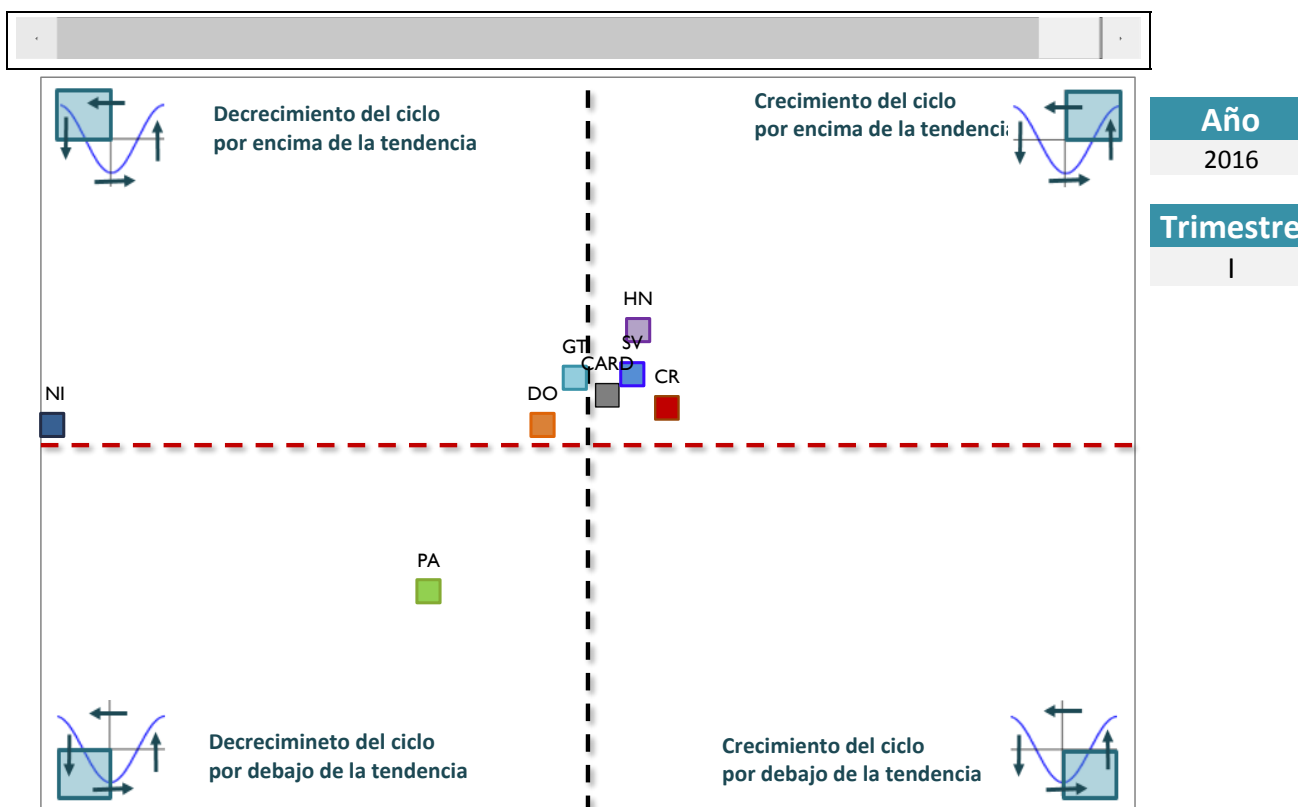 Decrecimiento del ciclo
por encima de la tendencia
Crecimiento del ciclo
por encima de la tendencia
Año
2016
Trimestre
I
HN
GT
SV
CARD
CR
NI
DO
PA
Decrecimineto del ciclo
por debajo de la tendencia
Crecimiento del ciclo
por debajo de la tendencia